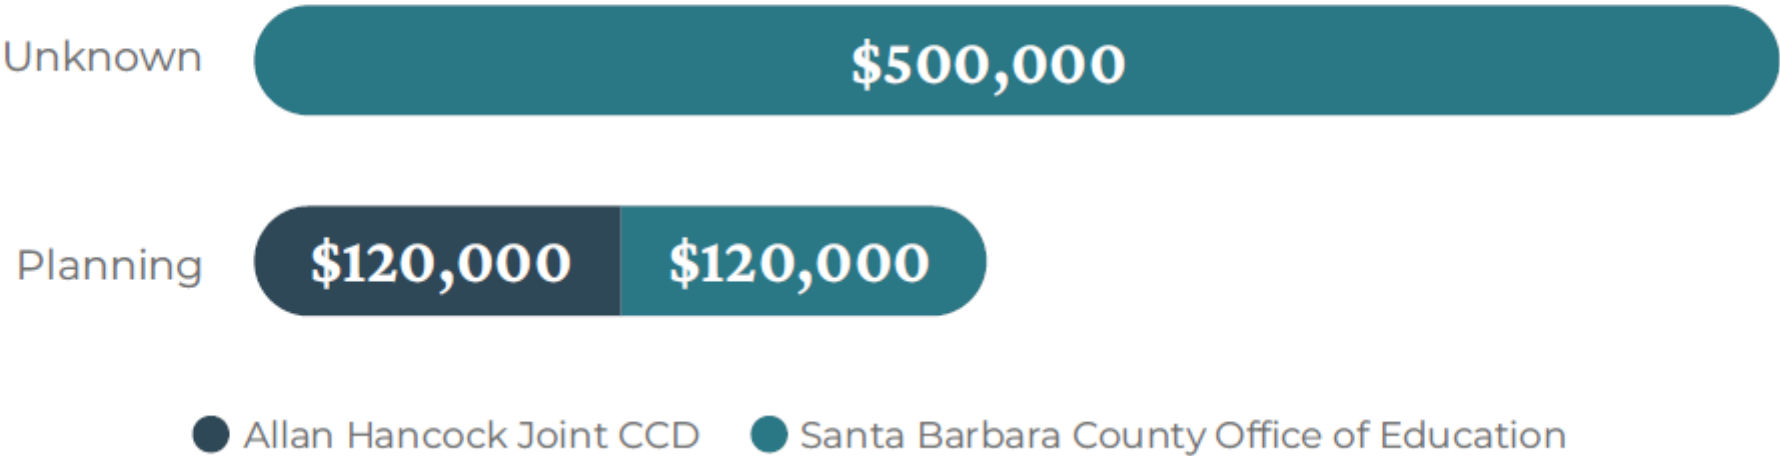 Unknown $500,000
Planning $120,000 $120,000
Allan Hancock Joint CCD Santa Barbara County Office of Education